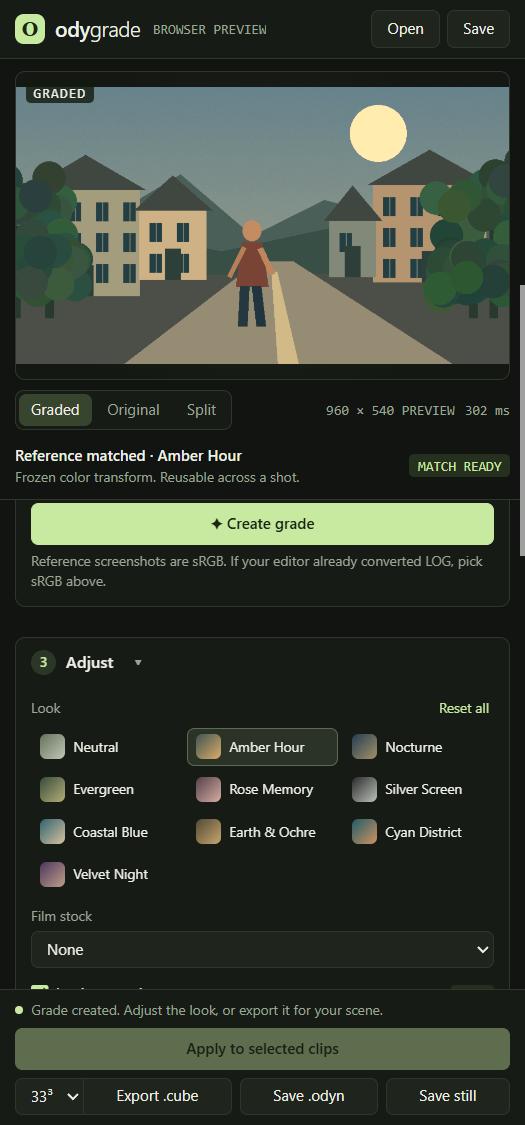 O odygrade BROWSER PREVIEW Open Save
GRADED
Graded Original Split 960 × 540 PREVIEW 302 ms
Reference matched · Amber Hour
Frozen color transform. Reusable across a shot.
MATCH READY
✦ Create grade
Reference screenshots are sRGB. If your editor already converted LOG, pick
sRGB above.
3 Adjust ▼
Look Reset all
Neutral Amber Hour Nocturne
Evergreen Rose Memory Silver Screen
Coastal Blue Earth & Ochre Cyan District
Velvet Night
Film stock
None
Grade created. Adjust the look, or export it for your scene.
Apply to selected clips
33³ Export .cube Save .odyn Save still